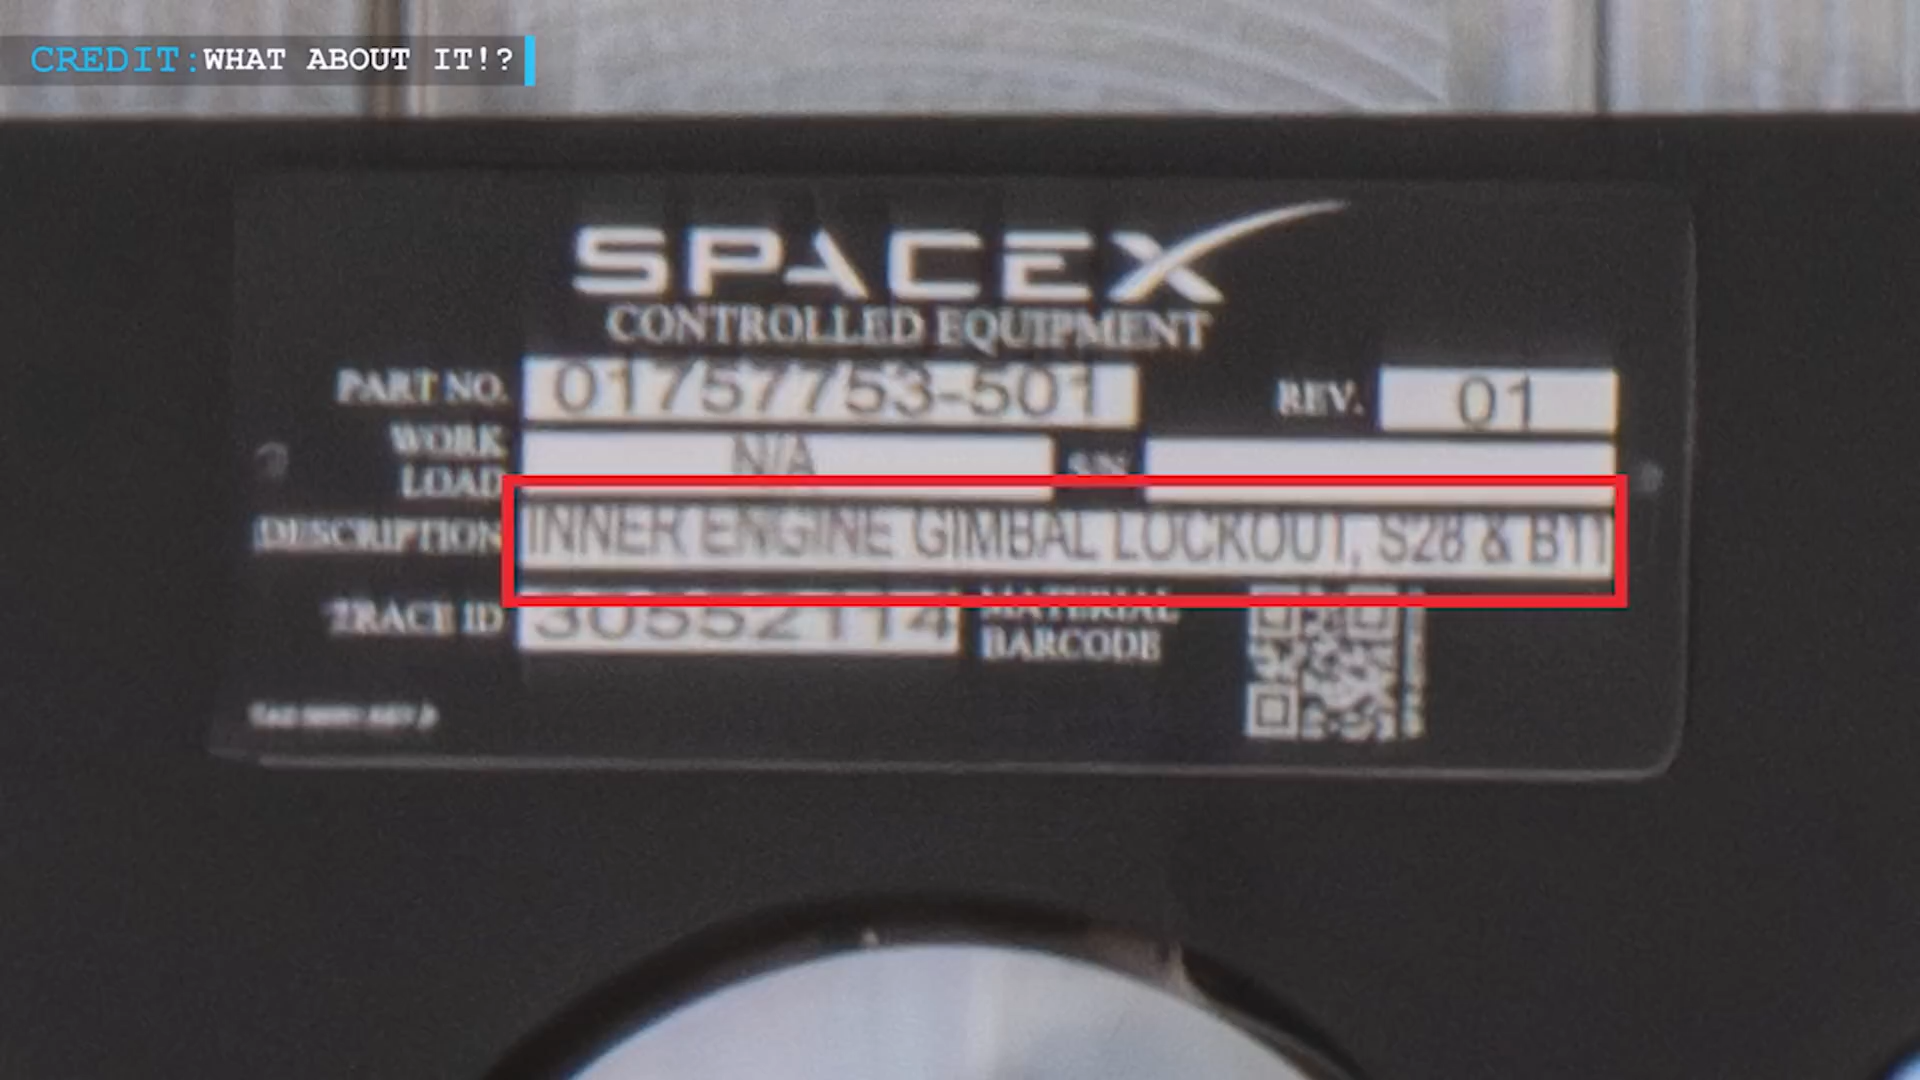 CREDIT:WHAT ABOUT IT!?
SPACEX
CONTROLLED EQUIPMENT
PART NO. 01757753-501 REV. 01
WORK LOAD N/A S/N
DESCRIPTION INNER ENGINE GIMBAL LOCKOUT, S28 & B11
TRACE ID 30552114 MATERIAL BARCODE